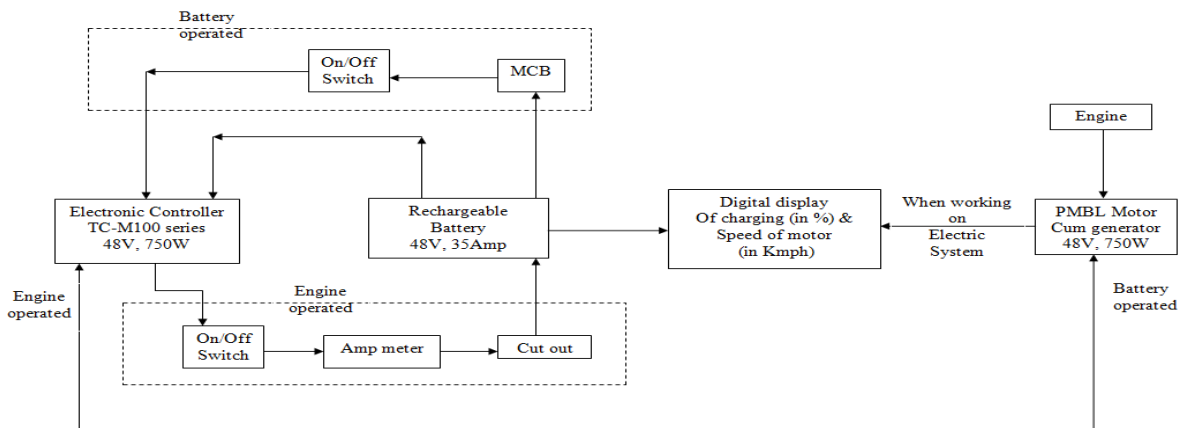 Battery
operated
On/Off
Switch
MCB
Engine
Electronic Controller
TC-M100 series
48V, 750W
Rechargeable
Battery
48V, 35Amp
Digital display
Of charging (in %) &
Speed of motor
(in Kmph)
When working
on
Electric
System
PMBL Motor
Cum generator
48V, 750W
Engine
operated
Engine
operated
Battery
operated
On/Off
Switch
Amp meter
Cut out